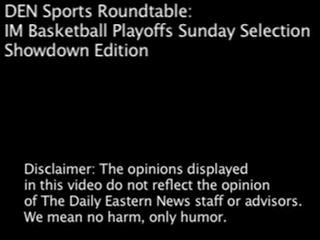 DEN Sports Roundtable:
IM Basketball Playoffs Sunday Selection
Showdown Edition
Disclaimer: The opinions displayed
in this video do not reflect the opinion
of The Daily Eastern News staff or advisors.
We mean no harm, only humor.